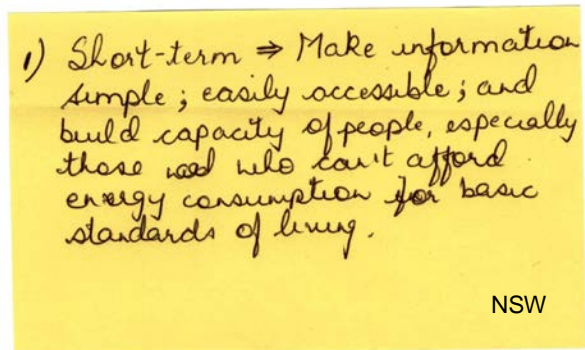 1) Short-term ⇒ Make information
simple; easily accessible; and
build capacity of people, especially
those who can't afford
energy consumption for basic
standards of living.
NSW